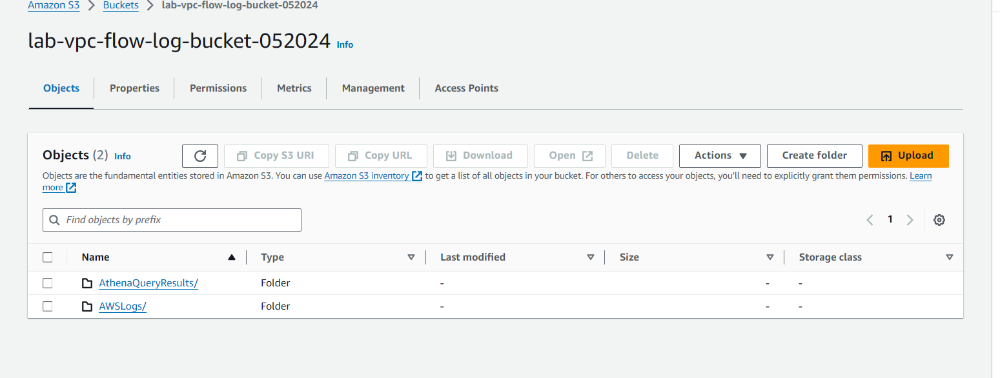 Amazon S3 > Buckets > lab-vpc-flow-log-bucket-052024
lab-vpc-flow-log-bucket-052024 Info
Objects Properties Permissions Metrics Management Access Points
Objects (2) Info Copy S3 URI Copy URL Download Open Delete Actions Create folder Upload
Objects are the fundamental entities stored in Amazon S3. You can use Amazon S3 inventory to get a list of all objects in your bucket. For others to access your objects, you’ll need to explicitly grant them permissions. Learn
more
Find objects by prefix 1
Name Type Last modified Size Storage class
AthenaQueryResults/ Folder - - -
AWSLogs/ Folder - - -